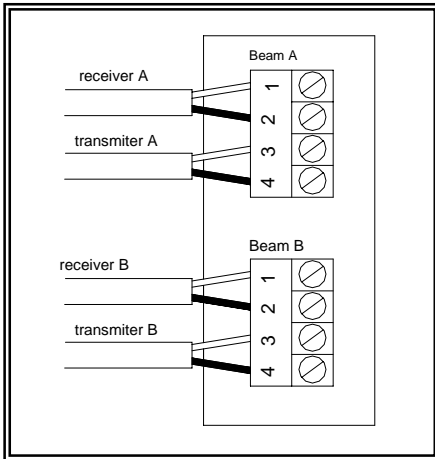 Beam A
receiver A
1
2
transmiter A
3
4
Beam B
receiver B
1
2
transmiter B
3
4